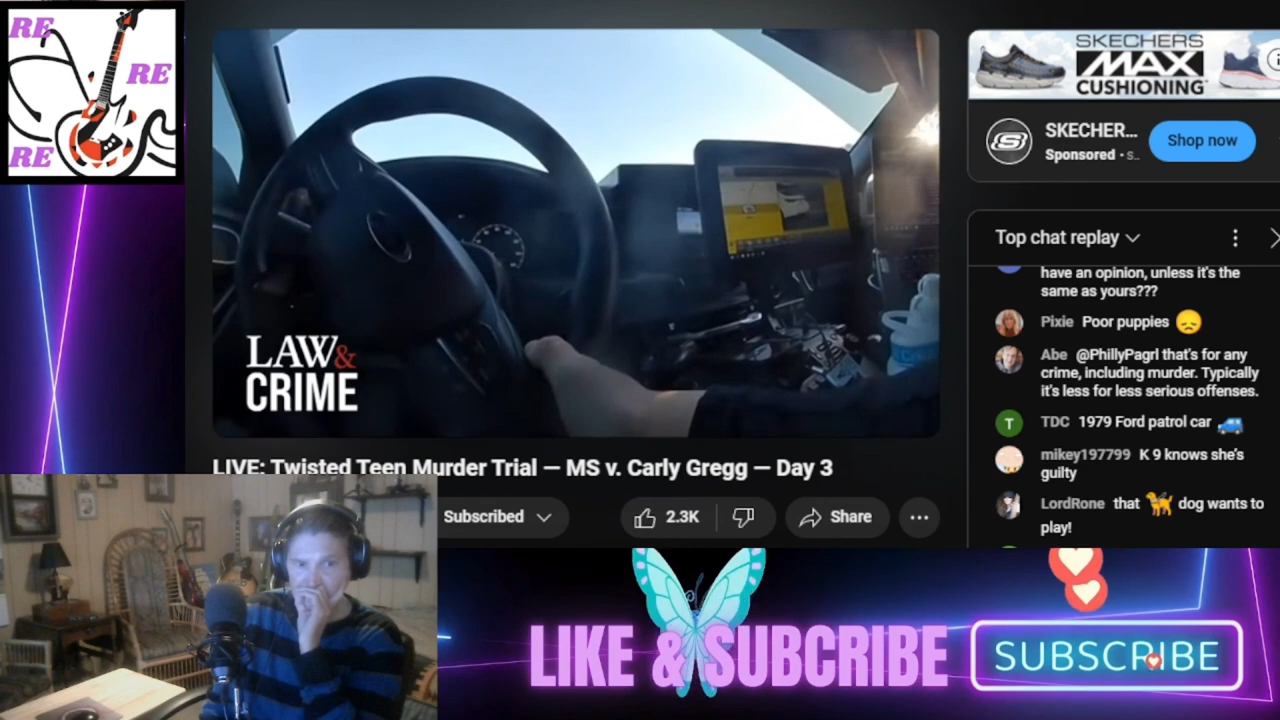 RE
RE
RE
LAW&
CRIME
SKECHERS
MAX
CUSHIONING
SKECHER...
Sponsored · s..
Shop now
Top chat replay
have an opinion, unless it's the
same as yours???
Pixie Poor puppies 😞
Abe @PhillyPagrl that's for any
crime, including murder. Typically
it's less for less serious offenses.
T TDC 1979 Ford patrol car 🚙
mikey197799 K 9 knows she's
guilty
LordRone that 🐕 dog wants to
play!
LIVE: Twisted Teen Murder Trial — MS v. Carly Gregg — Day 3
Subscribed
2.3K
Share
LIKE & SUBCRIBE
SUBSCRIBE